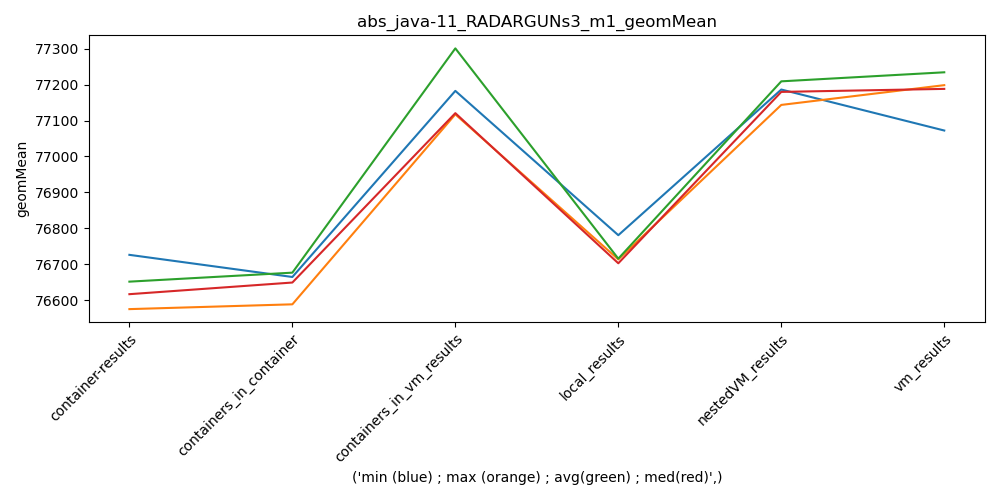 abs_java-11_RADARGUNs3_m1_geomMean
77300
77200
77100
77000
76900
76800
76700
76600
geomMean
container-results
containers_in_container
containers_in_vm_results
local_results
nestedVM_results
vm_results
('min (blue) ; max (orange) ; avg(green) ; med(red)',)